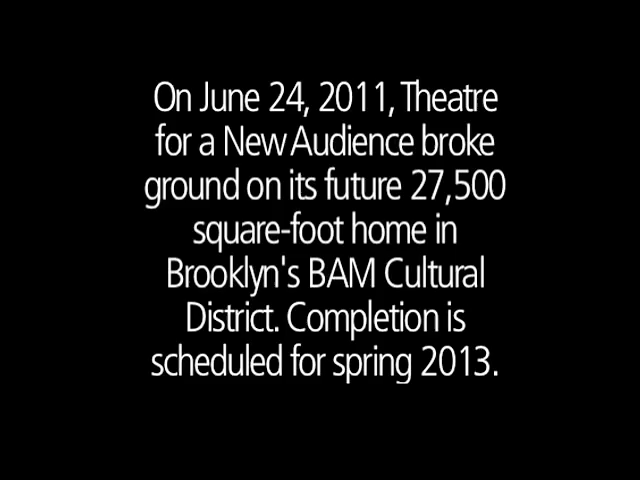 On June 24, 2011, Theatre
for a New Audience broke
ground on its future 27,500
square-foot home in
Brooklyn's BAM Cultural
District. Completion is
scheduled for spring 2013.